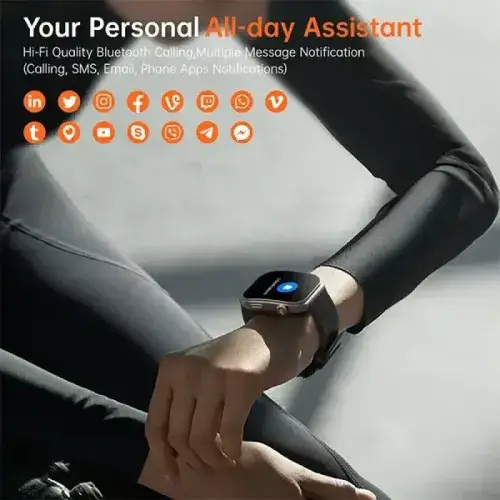 Your Personal All-day Assistant
Hi-Fi Quality Bluetooth Calling,Multiple Message Notification
(Calling, SMS, Email, Phone Apps Notifications)